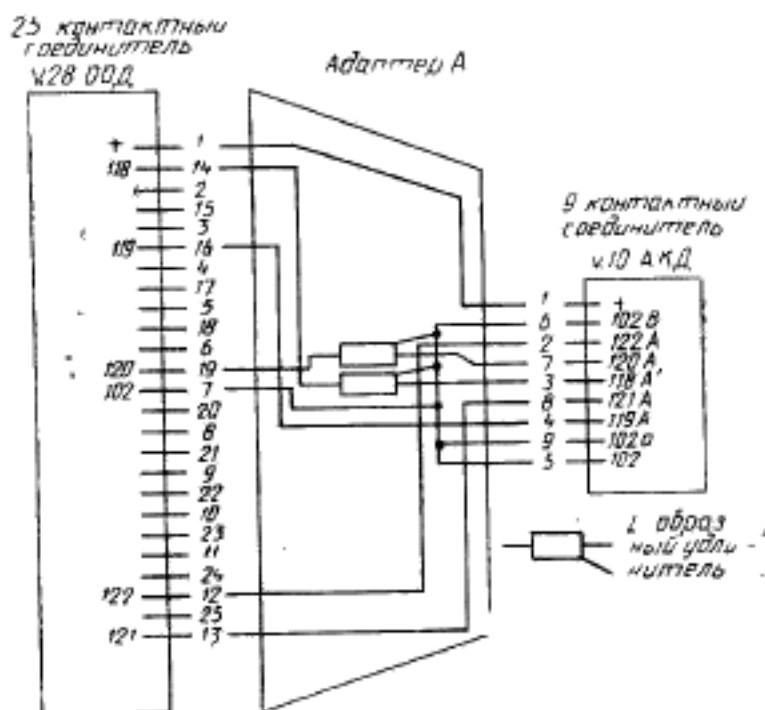 25 контактный
соединитель
v.28 ООД
Адаптер А
+ 1
118 14
2
15
3
119 16
4
17
5
18
6
120 19
102 7
20
8
21
9
22
10
23
11
24
122 12
25
121 13
9 контактный
соединитель
v.10 АКД
1 +
6 102 В
2 122 А
7 120 А
3 118 А'
8 121 А
4 119А
9 102а
5 102
L образ
ный удли -
нитель